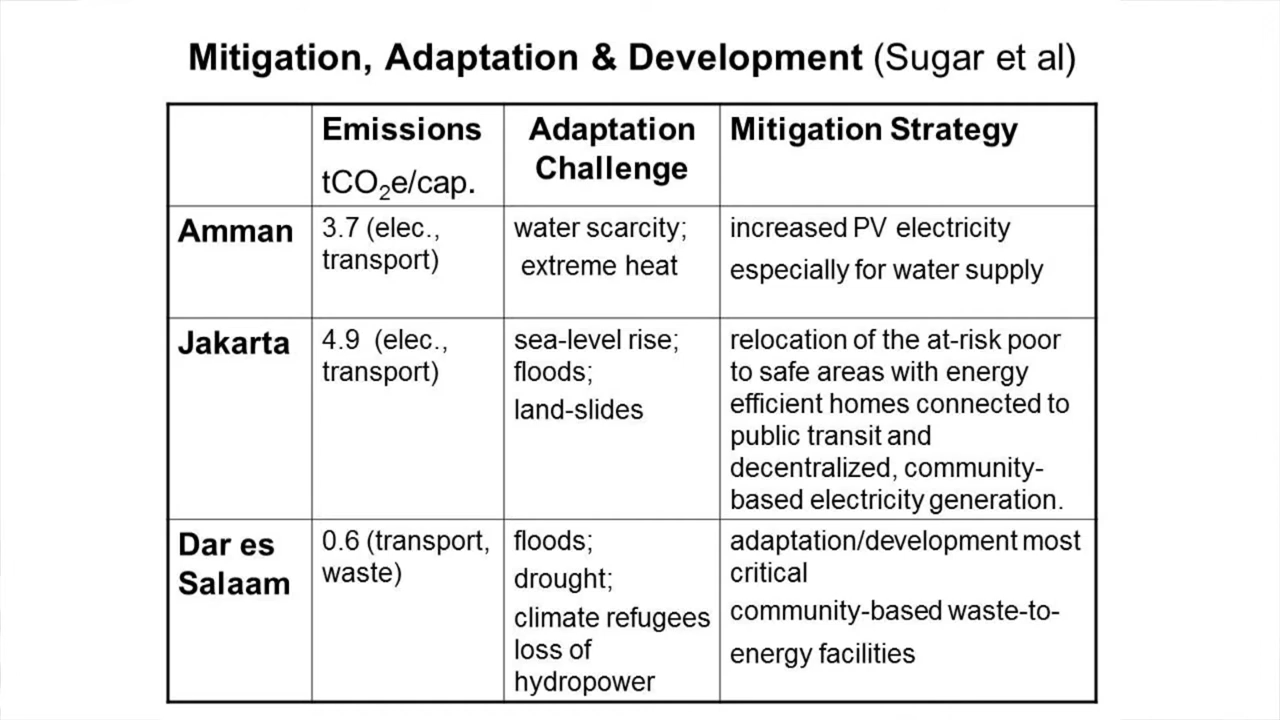 Mitigation, Adaptation & Development (Sugar et al)
Emissions
tCO₂e/cap.
Adaptation
Challenge
Mitigation Strategy
Amman
3.7 (elec.,
transport)
water scarcity;
extreme heat
increased PV electricity
especially for water supply
Jakarta
4.9 (elec.,
transport)
sea-level rise;
floods;
land-slides
relocation of the at-risk poor
to safe areas with energy
efficient homes connected to
public transit and
decentralized, community-
based electricity generation.
Dar es
Salaam
0.6 (transport,
waste)
floods;
drought;
climate refugees
loss of
hydropower
adaptation/development most
critical
community-based waste-to-
energy facilities